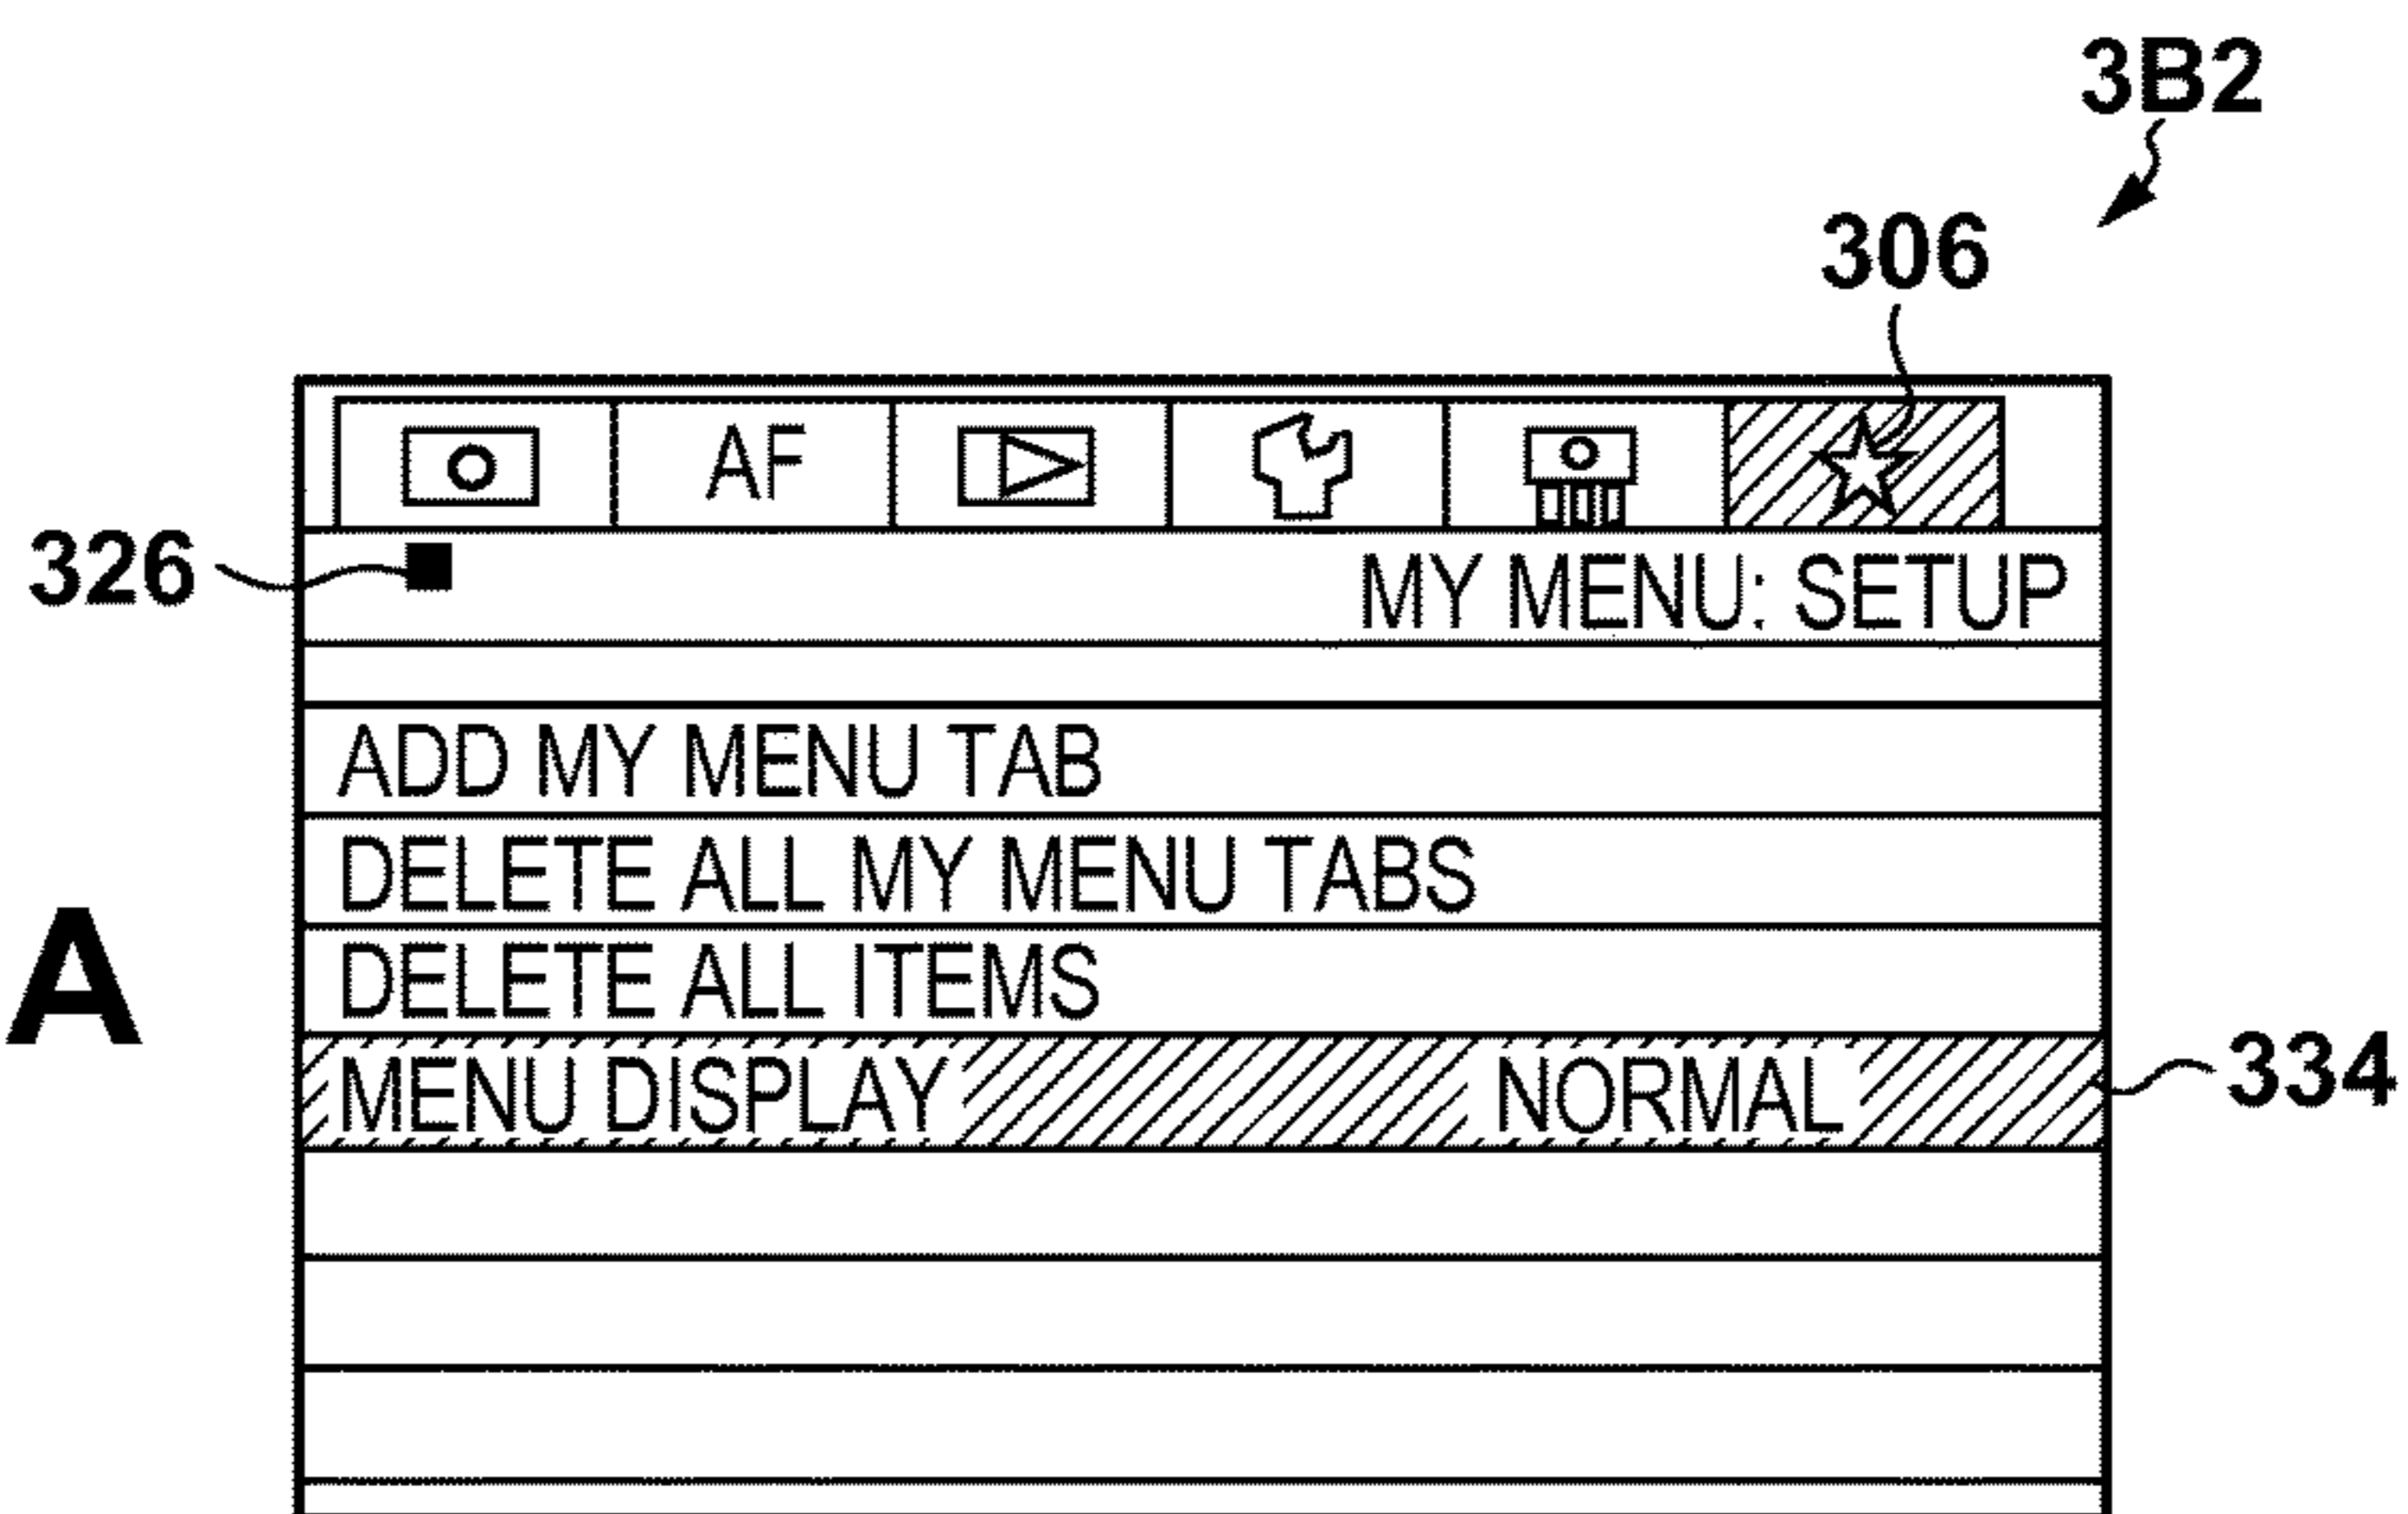 3B2
306
AF
326
MY MENU: SETUP
ADD MY MENU TAB
DELETE ALL MY MENU TABS
DELETE ALL ITEMS
A
MENU DISPLAY NORMAL
334